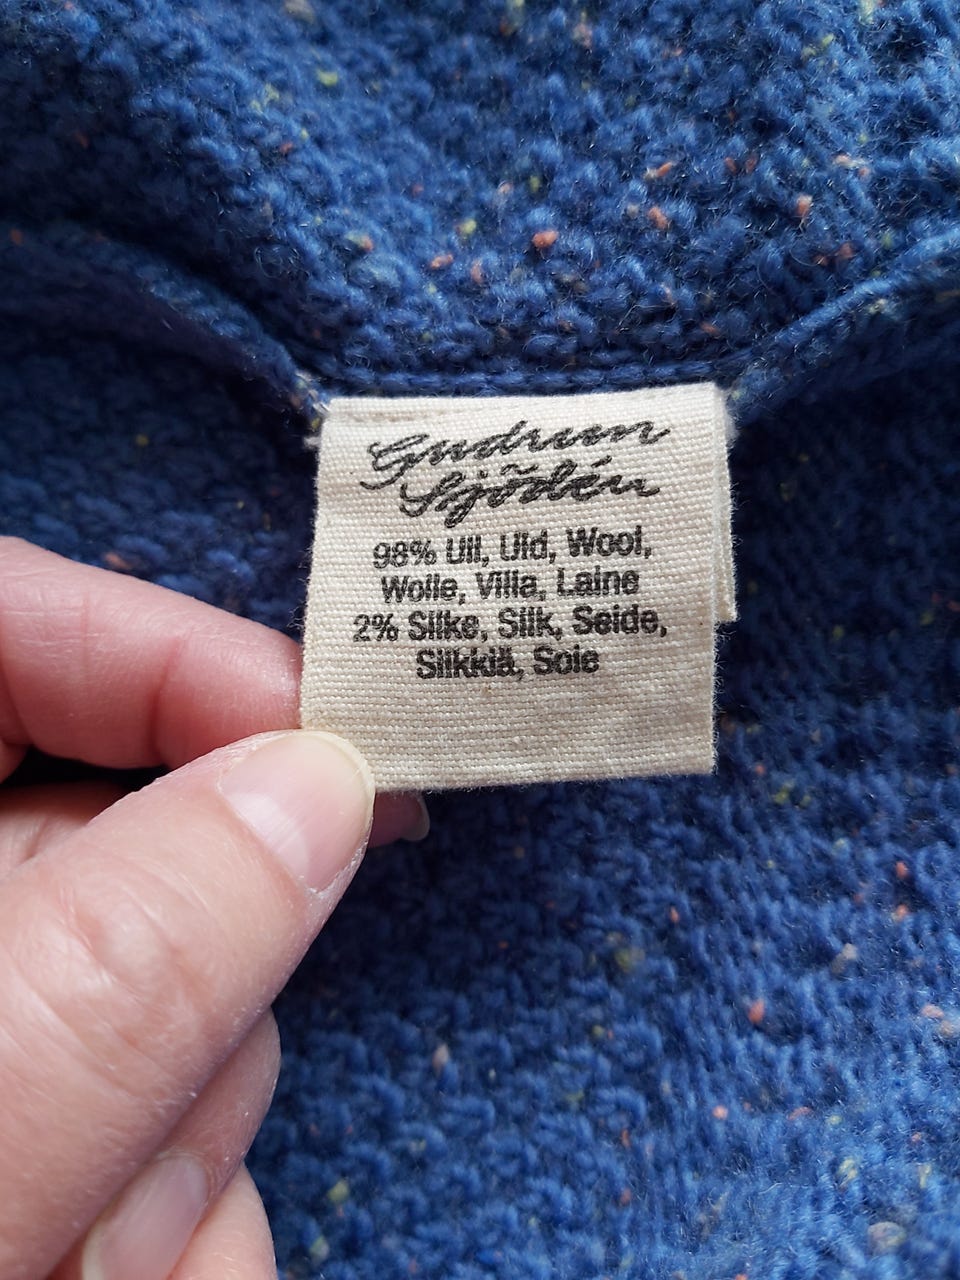 Gudrun
Sjödén
98% Ull, Uld, Wool,
Wolle, Villa, Laine
2% Silke, Silk, Seide,
Silkkiä, Soie